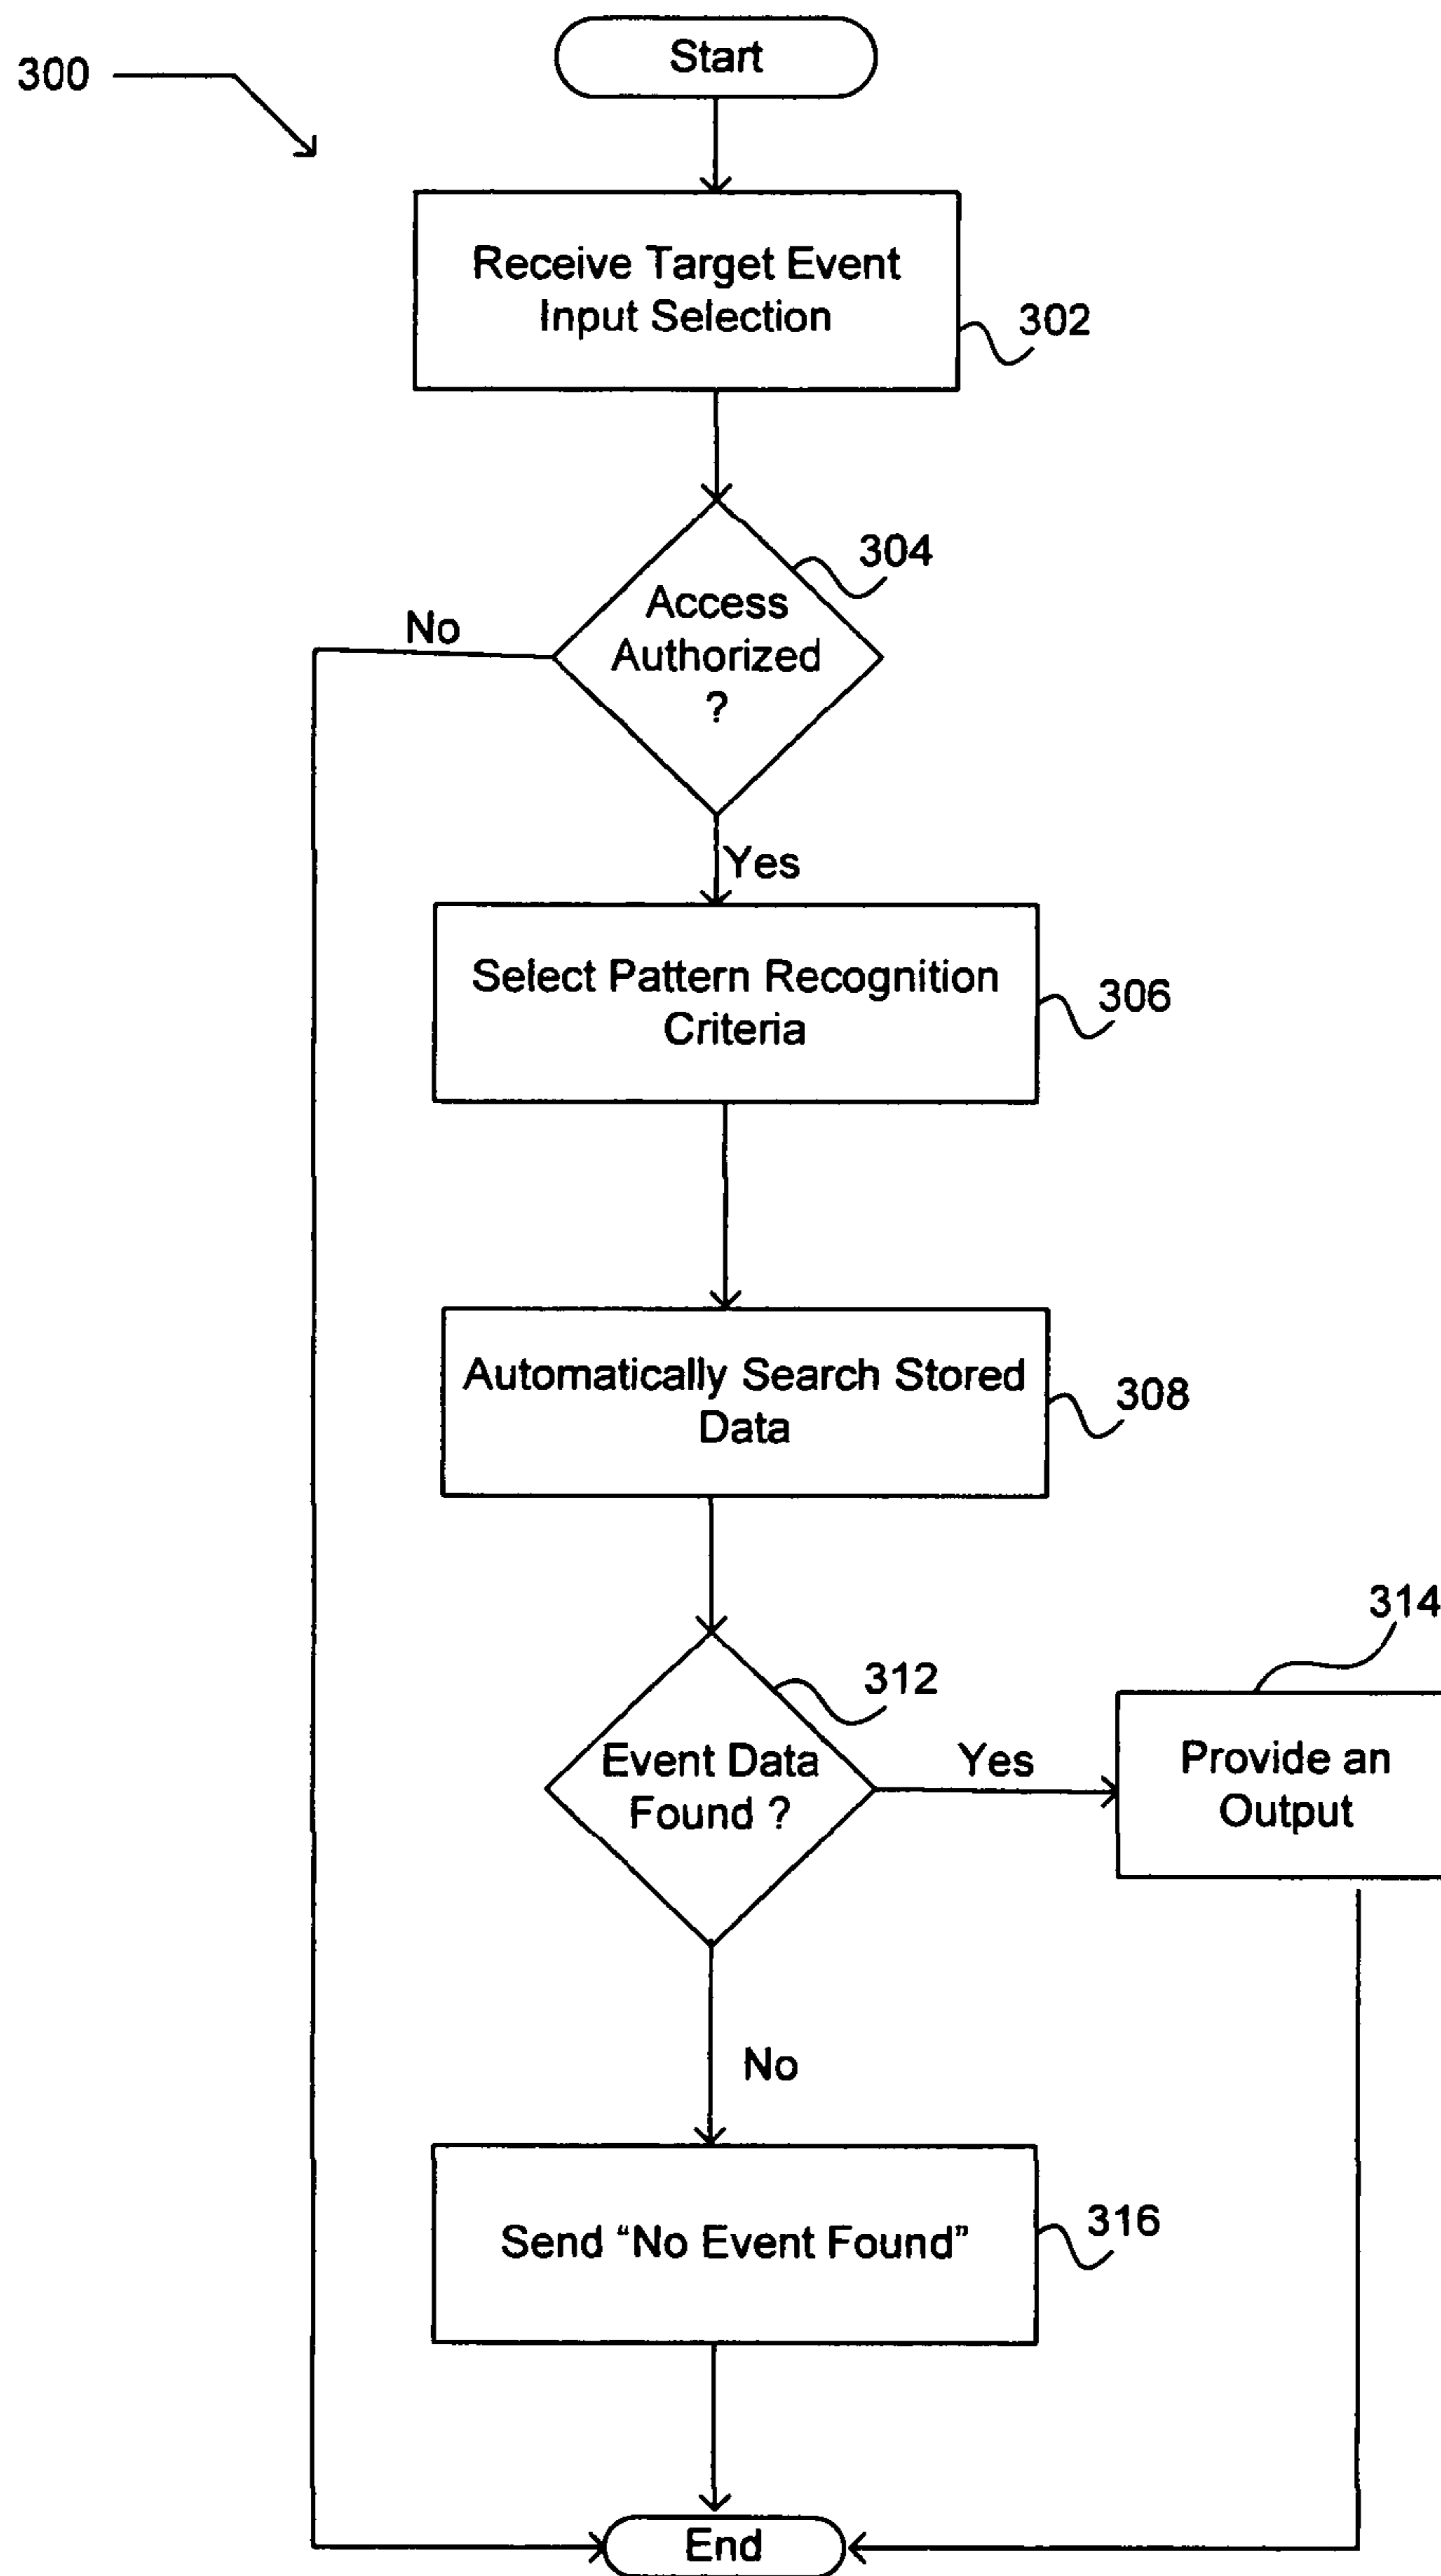 Start
300
Receive Target Event
Input Selection
302
304
Access
Authorized
?
No
Yes
Select Pattern Recognition
Criteria
306
Automatically Search Stored
Data
308
314
312
Event Data
Found ?
Yes
Provide an
Output
No
Send “No Event Found”
316
End